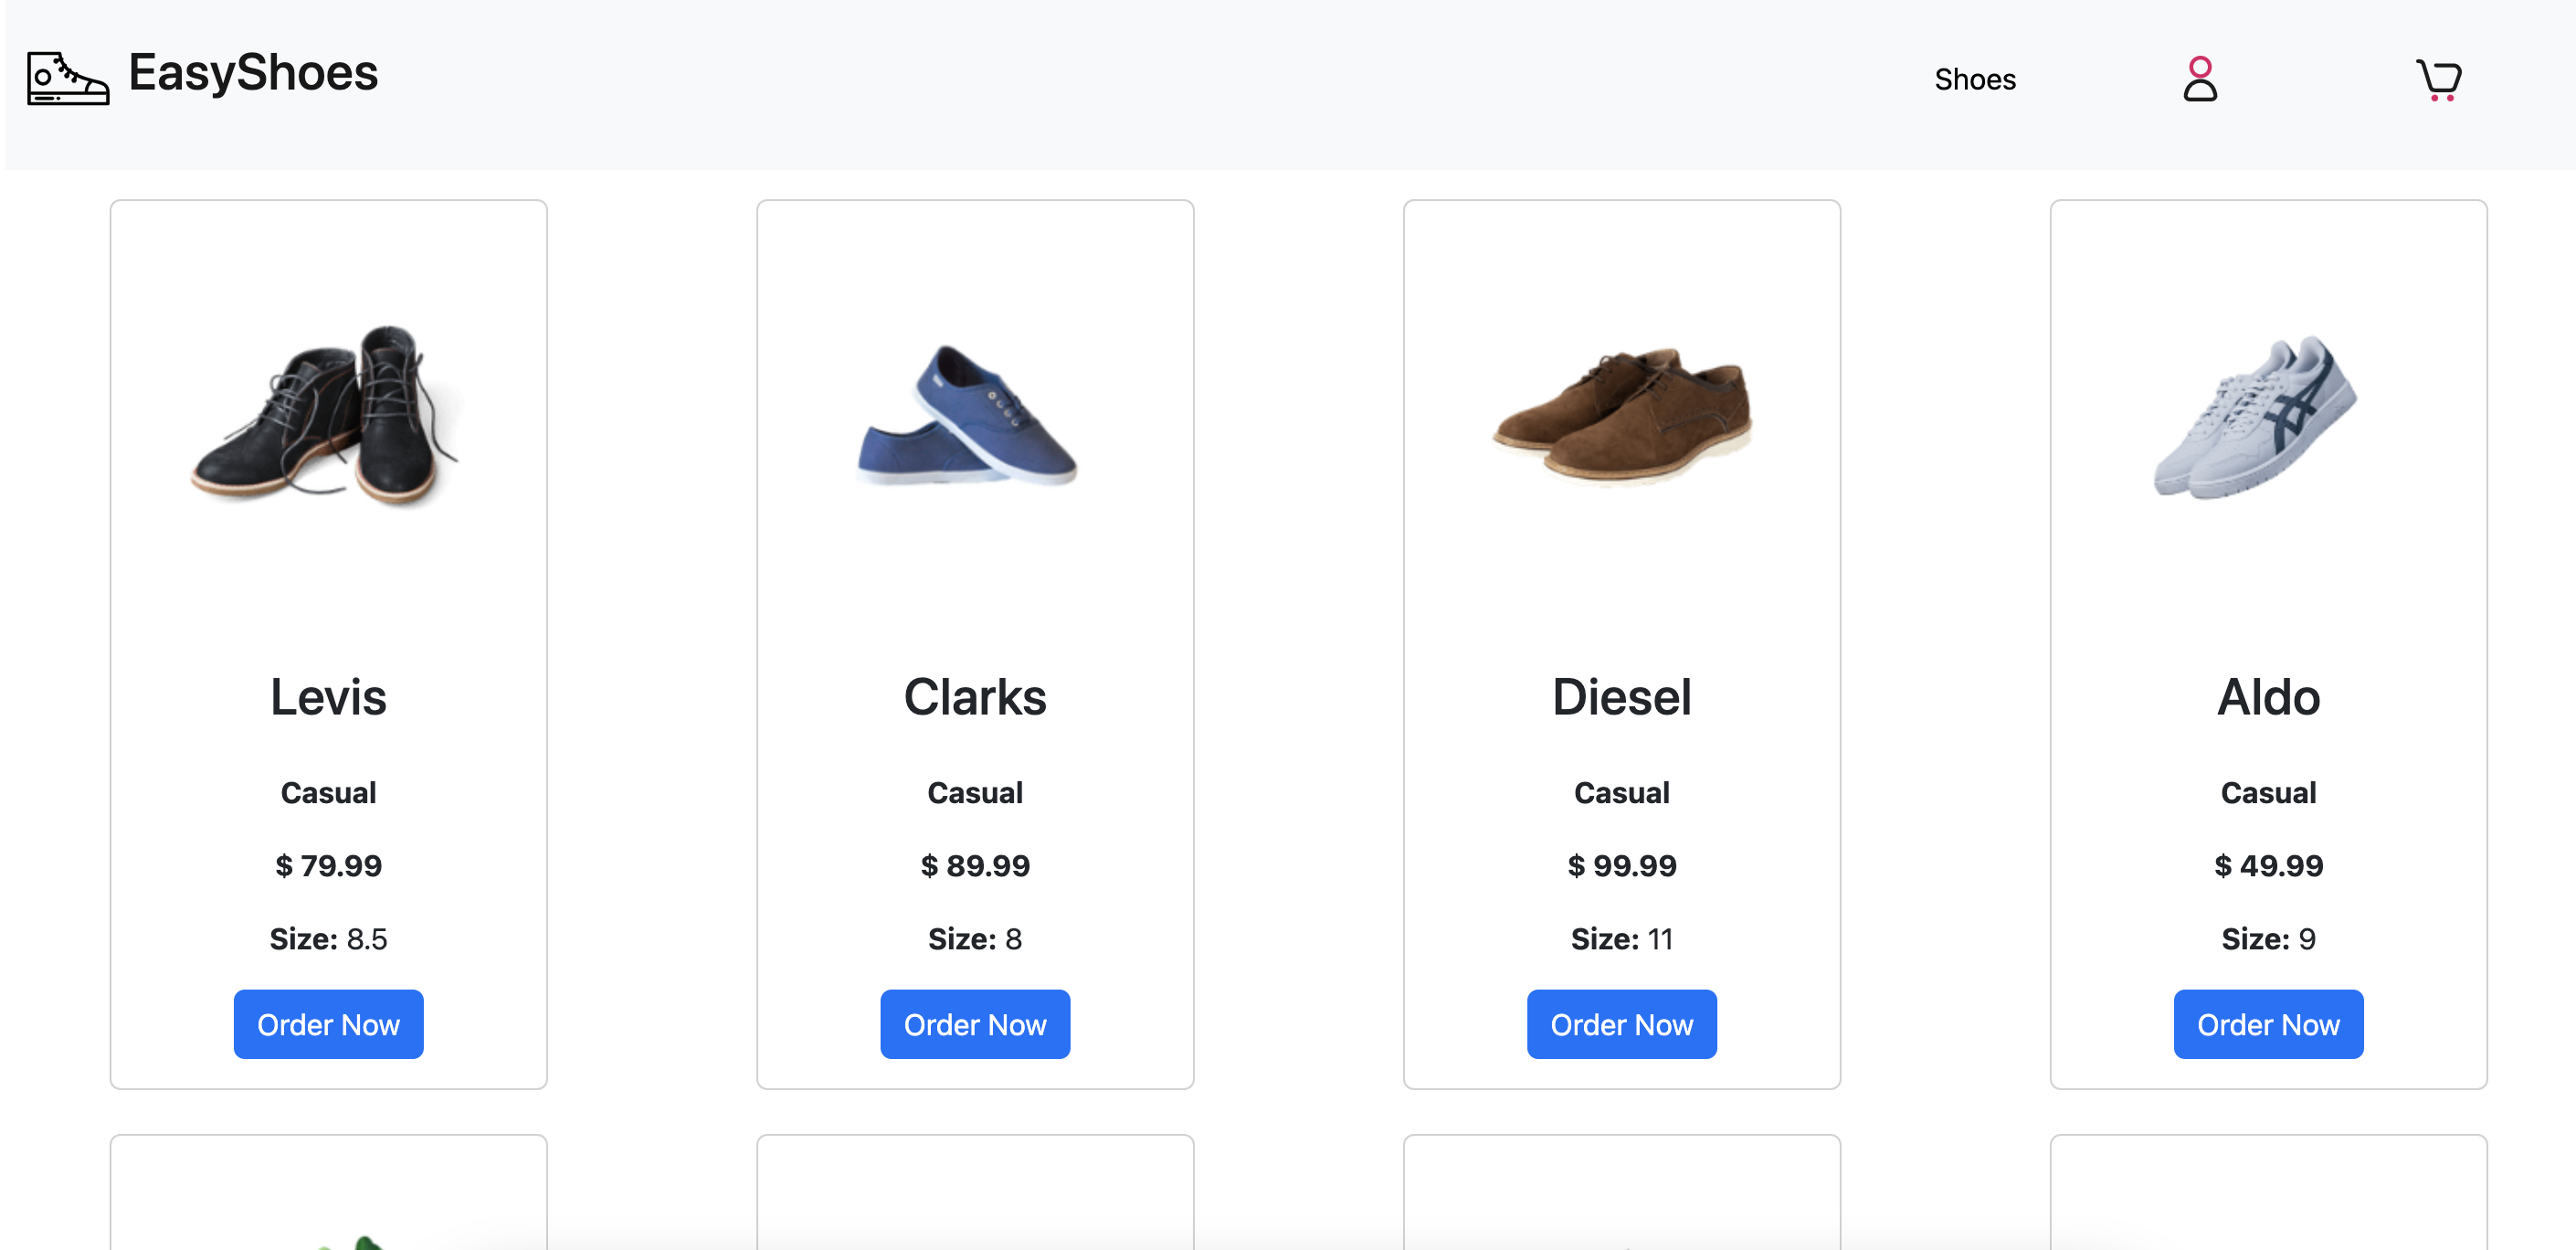 EasyShoes
Shoes
Levis
Casual
$ 79.99
Size: 8.5
Order Now
Clarks
Casual
$ 89.99
Size: 8
Order Now
Diesel
Casual
$ 99.99
Size: 11
Order Now
Aldo
Casual
$ 49.99
Size: 9
Order Now